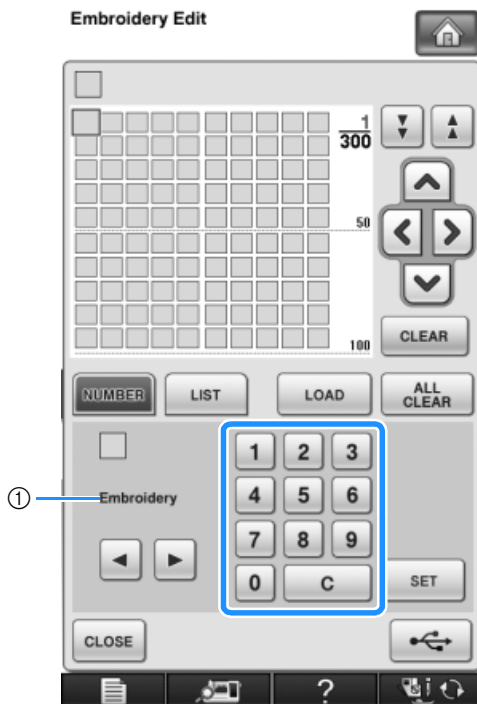 Embroidery Edit
1
300
50
100
CLEAR
NUMBER LIST LOAD ALL CLEAR
1 2 3
① Embroidery 4 5 6
7 8 9
0 C SET
CLOSE
?
i